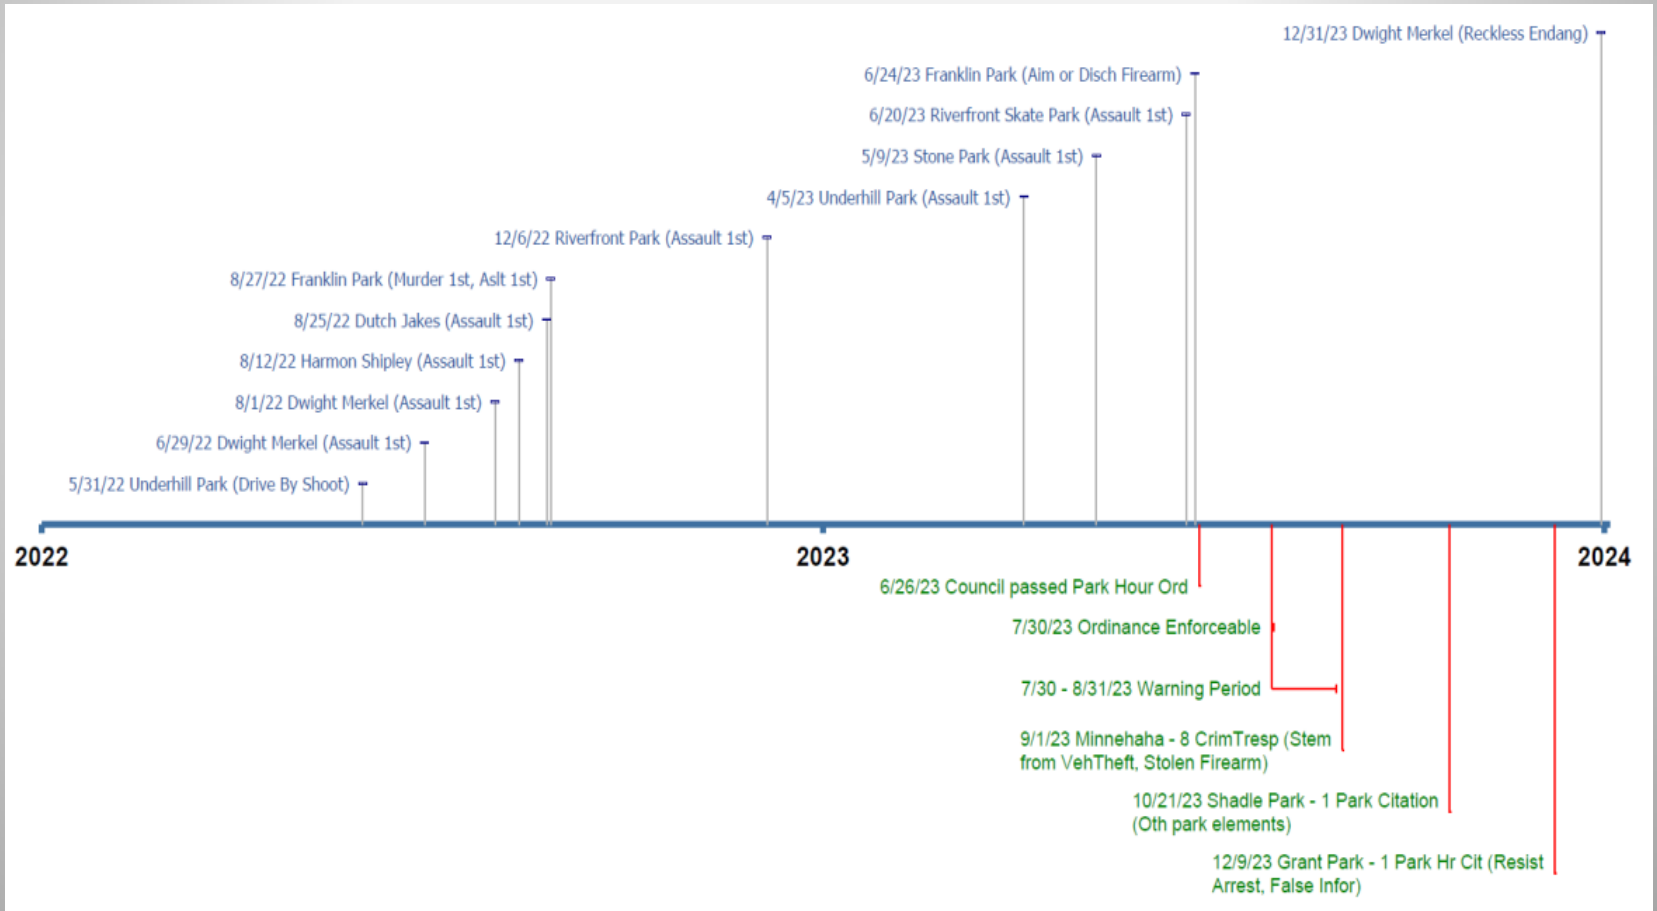 12/31/23 Dwight Merkel (Reckless Endang)
6/24/23 Franklin Park (Aim or Disch Firearm)
6/20/23 Riverfront Skate Park (Assault 1st)
5/9/23 Stone Park (Assault 1st)
4/5/23 Underhill Park (Assault 1st)
12/6/22 Riverfront Park (Assault 1st)
8/27/22 Franklin Park (Murder 1st, Aslt 1st)
8/25/22 Dutch Jakes (Assault 1st)
8/12/22 Harmon Shipley (Assault 1st)
8/1/22 Dwight Merkel (Assault 1st)
6/29/22 Dwight Merkel (Assault 1st)
5/31/22 Underhill Park (Drive By Shoot)
2022 2023 2024
6/26/23 Council passed Park Hour Ord
7/30/23 Ordinance Enforceable
7/30 - 8/31/23 Warning Period
9/1/23 Minnehaha - 8 CrimTresp (Stem
from VehTheft, Stolen Firearm)
10/21/23 Shadle Park - 1 Park Citation
(Oth park elements)
12/9/23 Grant Park - 1 Park Hr Cit (Resist
Arrest, False Infor)